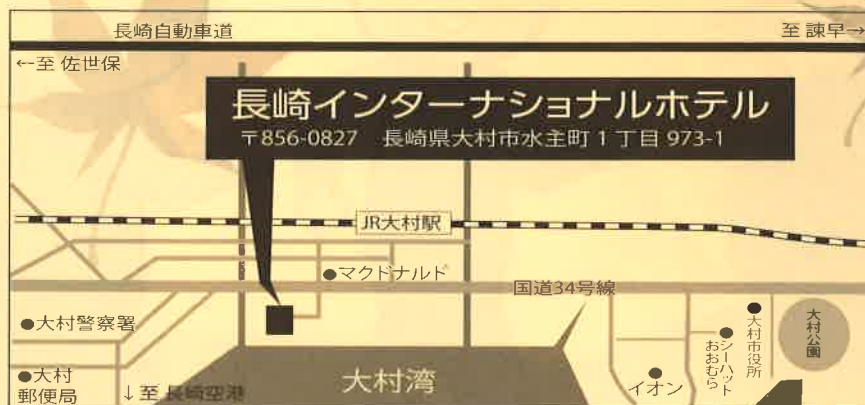 長崎自動車道
至 諫早→
←至 佐世保
長崎インターナショナルホテル
〒856-0827 長崎県大村市水主町 1 丁目 973-1
JR大村駅
●マクドナルド
国道34号線
●大村警察署
●大村
郵便局
↓至 長崎空港
大村湾
イオン
シーハット
おおむら
大村市役所
大村公園